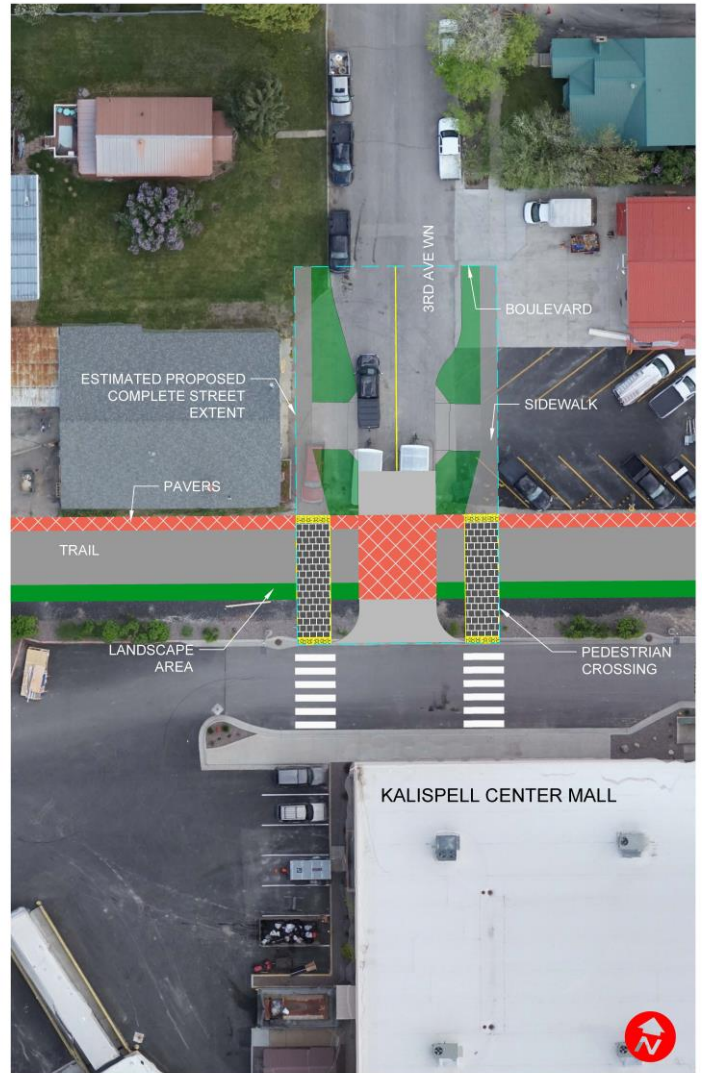 3RD AVE WN
BOULEVARD
ESTIMATED PROPOSED
COMPLETE STREET
EXTENT
SIDEWALK
PAVERS
TRAIL
LANDSCAPE
AREA
PEDESTRIAN
CROSSING
KALISPELL CENTER MALL
N